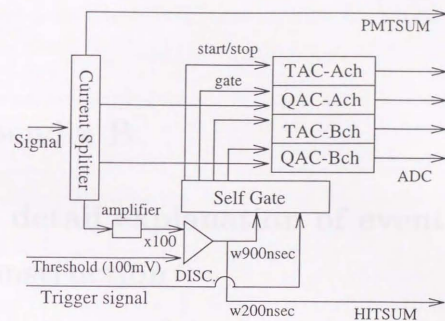 PMTSUM
start/stop
TAC-Ach
gate
QAC-Ach
TAC-Bch
QAC-Bch
ADC
Current Splitter
Signal
Self Gate
amplifier
x100
Threshold (100mV)
DISC.
w900nsec
Trigger signal
w200nsec
HITSUM